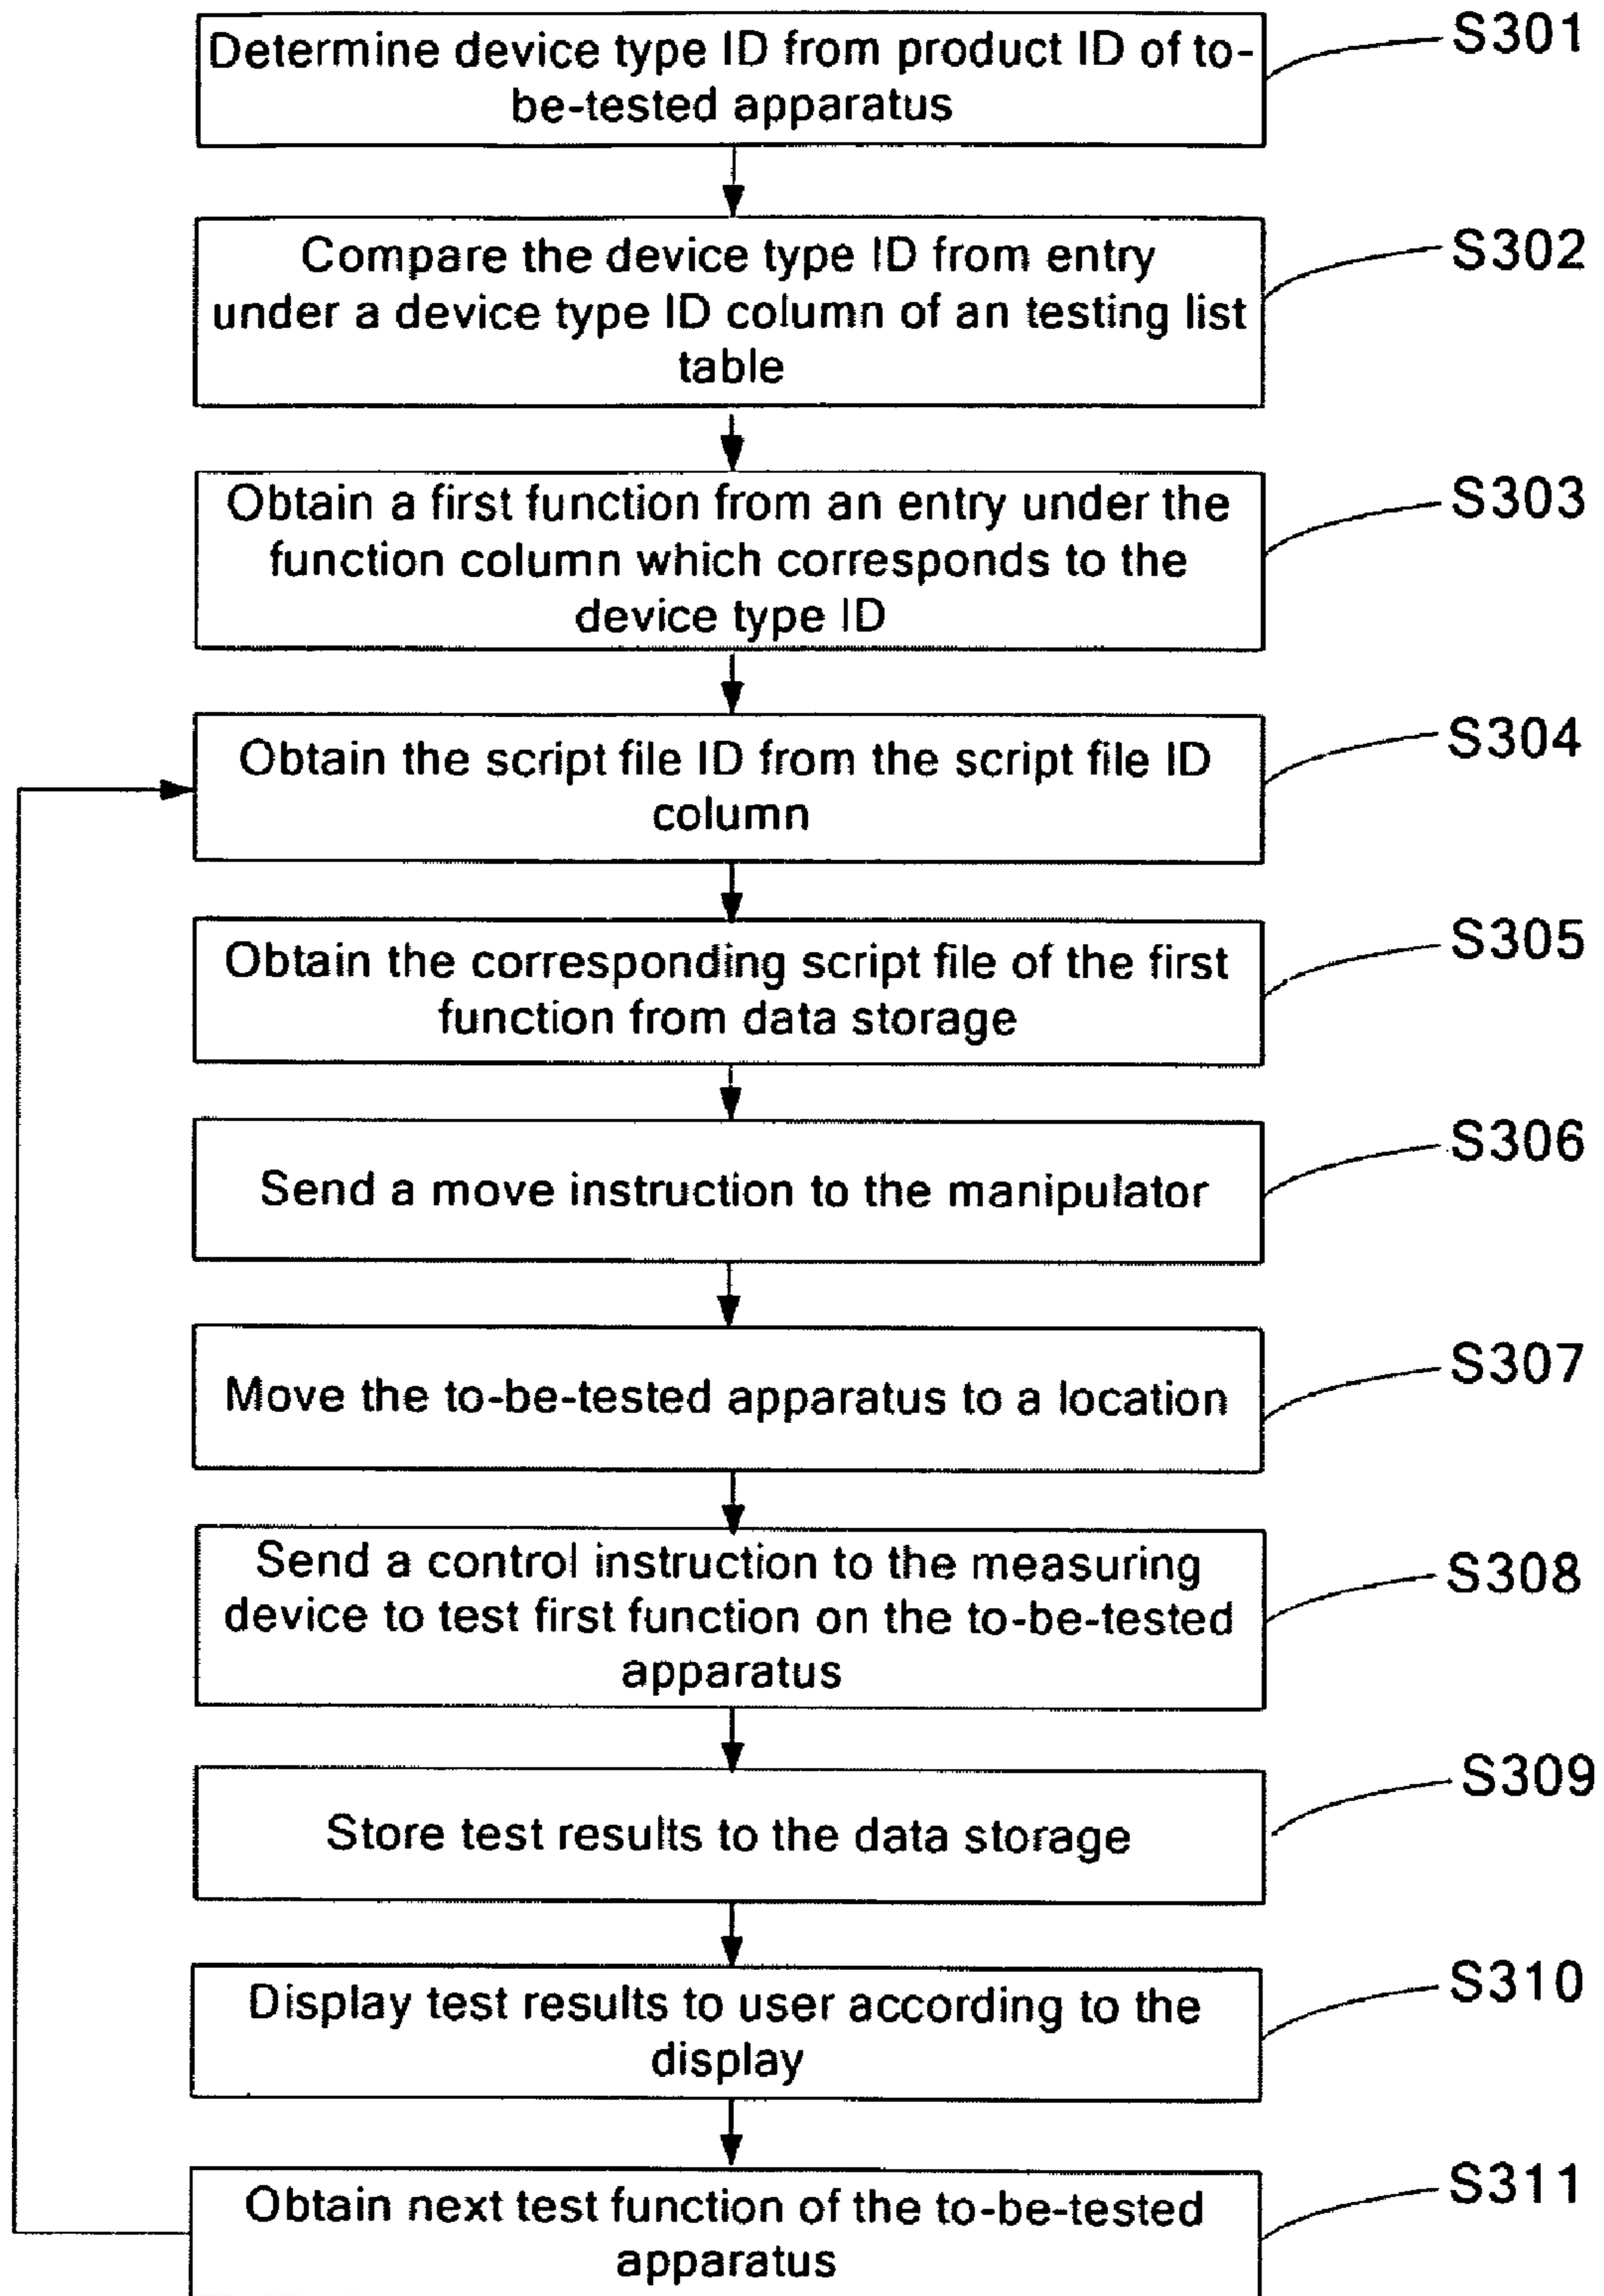 Determine device type ID from product ID of to-
be-tested apparatus
S301
Compare the device type ID from entry
under a device type ID column of an testing list
table
S302
Obtain a first function from an entry under the
function column which corresponds to the
device type ID
S303
Obtain the script file ID from the script file ID
column
S304
Obtain the corresponding script file of the first
function from data storage
S305
Send a move instruction to the manipulator
S306
Move the to-be-tested apparatus to a location
S307
Send a control instruction to the measuring
device to test first function on the to-be-tested
apparatus
S308
Store test results to the data storage
S309
Display test results to user according to the
display
S310
Obtain next test function of the to-be-tested
apparatus
S311